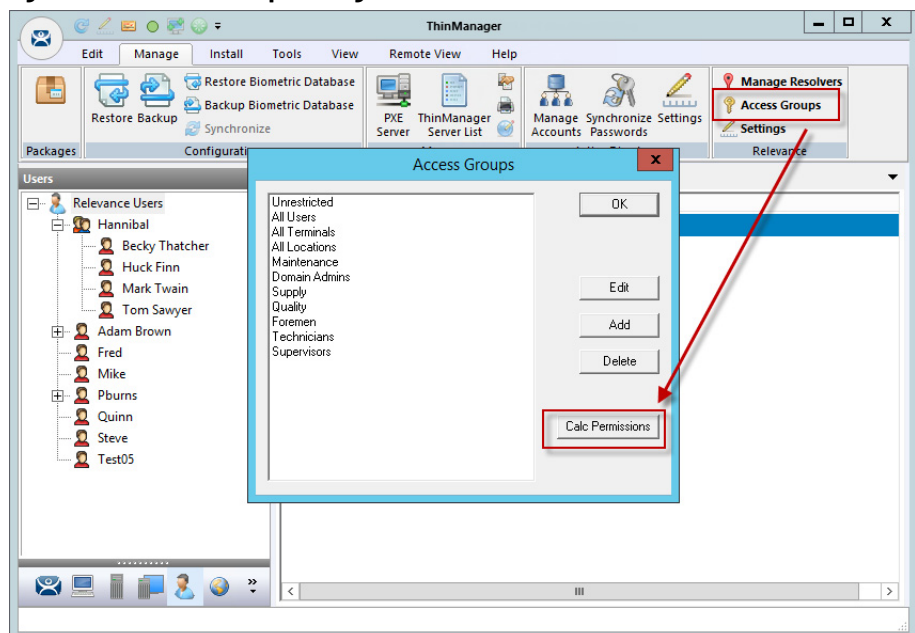 ThinManager
Edit Manage Install Tools View Remote View Help
Restore Biometric Database
Backup Biometric Database
Synchronize
Restore Backup
PXE Server
ThinManager Server List
Manage Accounts
Synchronize Passwords
Settings
Manage Resolvers
Access Groups
Settings
Packages
Relevance
Users
Access Groups
Relevance Users
Hannibal
Becky Thatcher
Huck Finn
Mark Twain
Tom Sawyer
Adam Brown
Fred
Mike
Pburns
Quinn
Steve
Test05
Unrestricted
All Users
All Terminals
All Locations
Maintenance
Domain Admins
Supply
Quality
Foremen
Technicians
Supervisors
OK
Edit
Add
Delete
Calc Permissions